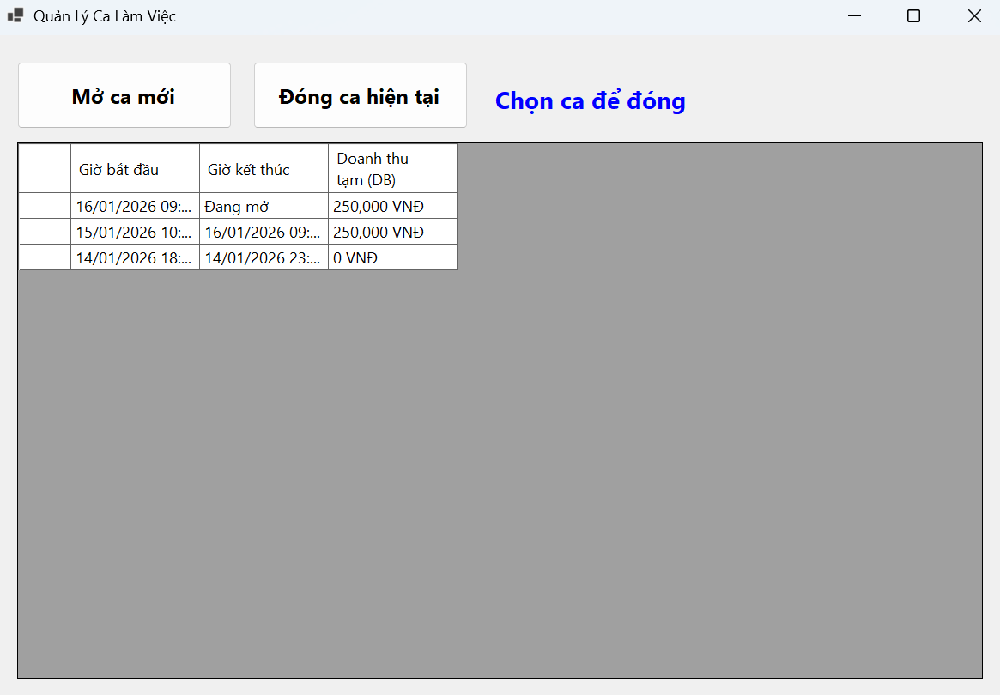 Quản Lý Ca Làm Việc
Mở ca mới
Đóng ca hiện tại
Chọn ca để đóng
Giờ bắt đầu
Giờ kết thúc
Doanh thu
tạm (DB)
16/01/2026 09:... Đang mở 250,000 VNĐ
15/01/2026 10:... 16/01/2026 09:... 250,000 VNĐ
14/01/2026 18:... 14/01/2026 23:... 0 VNĐ